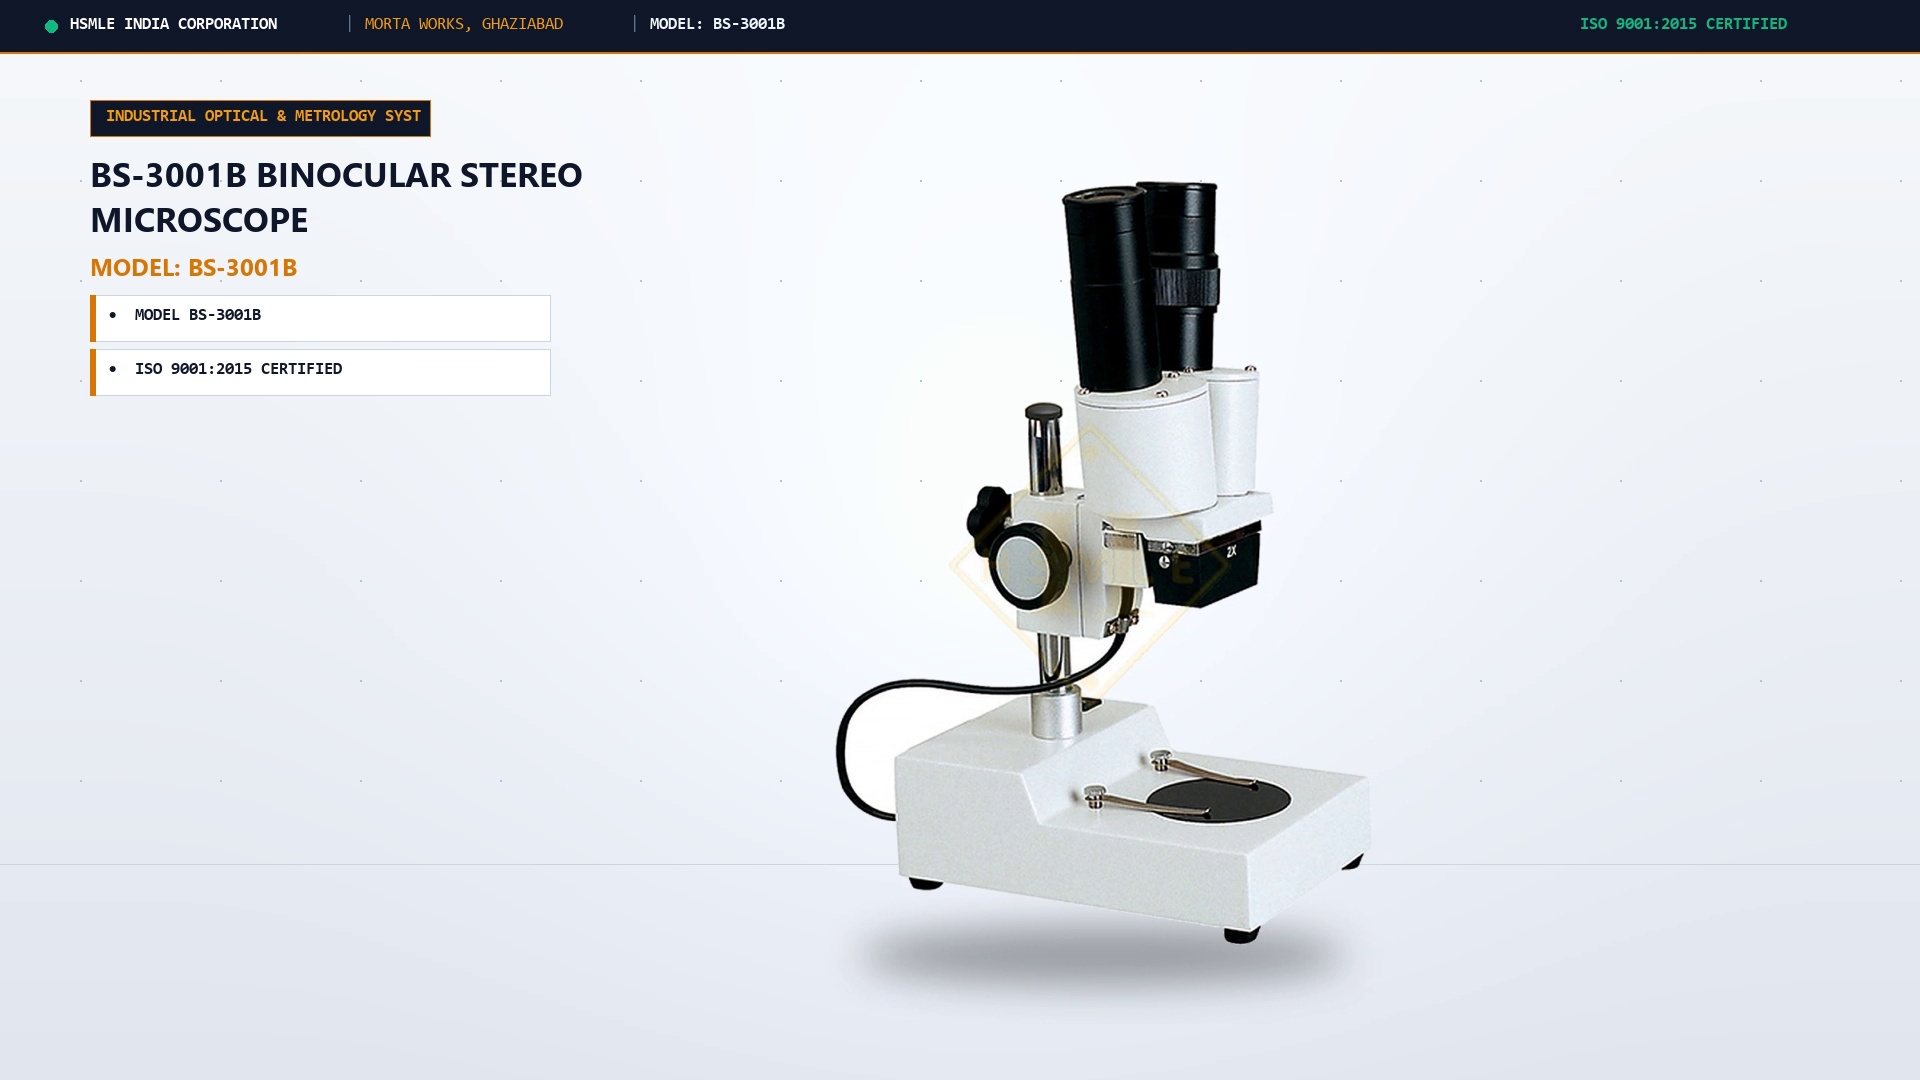 HSMLE INDIA CORPORATION
MORTA WORKS, GHAZIABAD
MODEL: BS-3001B
ISO 9001:2015 CERTIFIED
INDUSTRIAL OPTICAL & METROLOGY SYST
BS-3001B BINOCULAR STEREO
MICROSCOPE
MODEL: BS-3001B
• MODEL BS-3001B
• ISO 9001:2015 CERTIFIED
2X